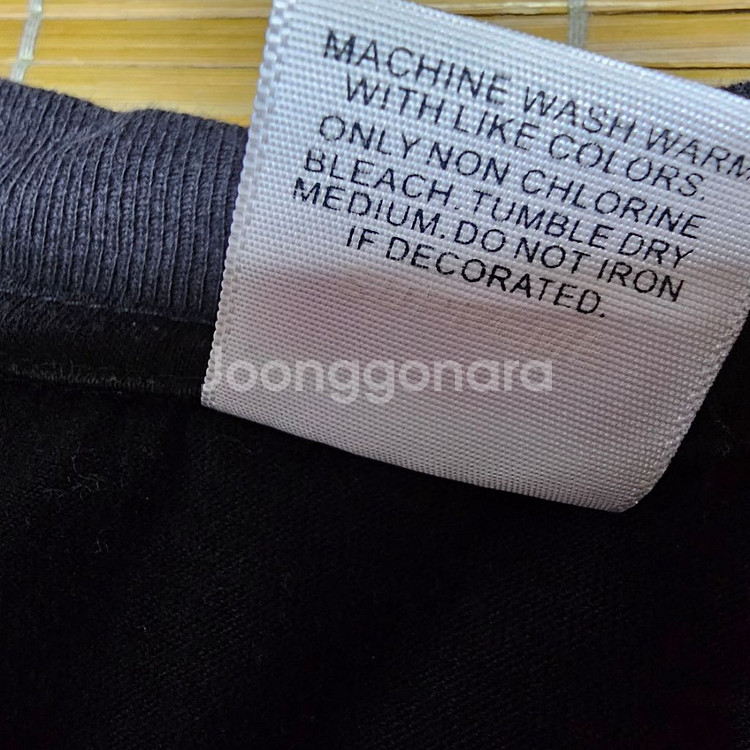 MACHINE WASH WARM
WITH LIKE COLORS.
ONLY NON CHLORINE
BLEACH. TUMBLE DRY
MEDIUM. DO NOT IRON
IF DECORATED.
Joonggonara